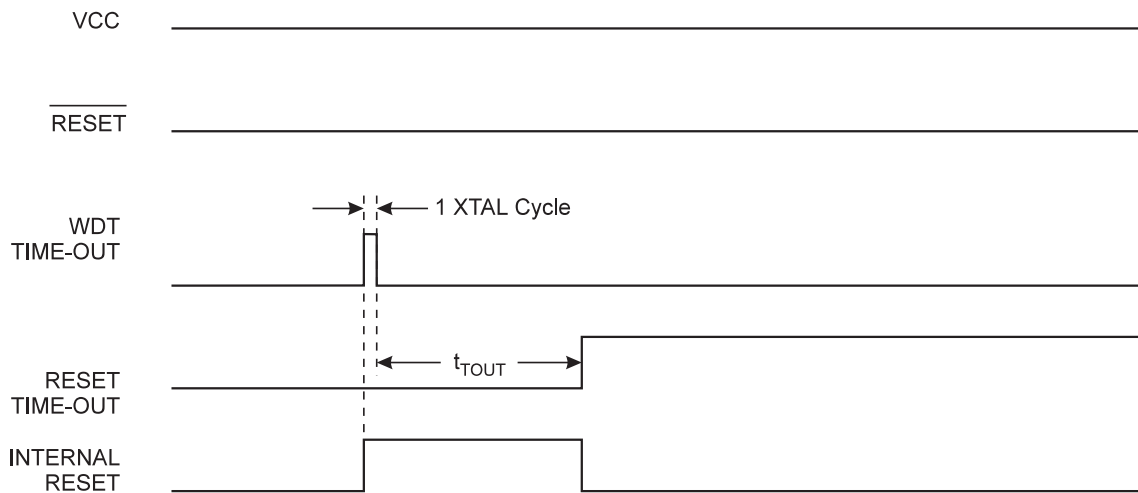 VCC
RESET
1 XTAL Cycle
WDT
TIME-OUT
tTOUT
RESET
TIME-OUT
INTERNAL
RESET